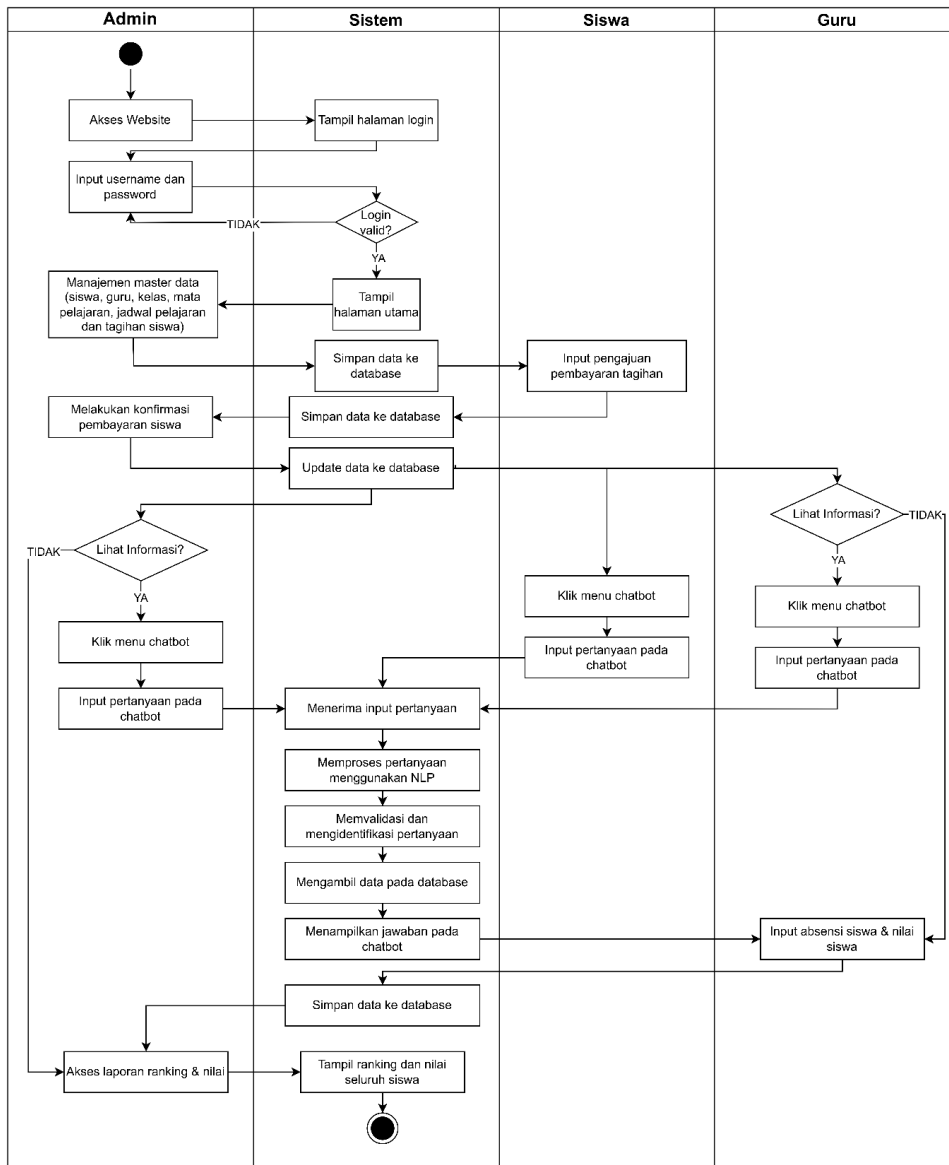 Admin
Sistem
Siswa
Guru
Akses Website
Tampil halaman login
Input username dan
password
Login
valid?
TIDAK
YA
Manajemen master data
(siswa, guru, kelas, mata
pelajaran, jadwal pelajaran
dan tagihan siswa)
Tampil
halaman utama
Simpan data ke
database
Input pengajuan
pembayaran tagihan
Melakukan konfirmasi
pembayaran siswa
Simpan data ke database
Update data ke database
Lihat Informasi?
TIDAK
Lihat Informasi?
TIDAK
YA
YA
Klik menu chatbot
Klik menu chatbot
Klik menu chatbot
Input pertanyaan pada
chatbot
Input pertanyaan pada
chatbot
Input pertanyaan pada
chatbot
Menerima input pertanyaan
Memproses pertanyaan
menggunakan NLP
Memvalidasi dan
mengidentifikasi pertanyaan
Mengambil data pada database
Menampilkan jawaban pada
chatbot
Input absensi siswa & nilai
siswa
Simpan data ke database
Akses laporan ranking & nilai
Tampil ranking dan nilai
seluruh siswa